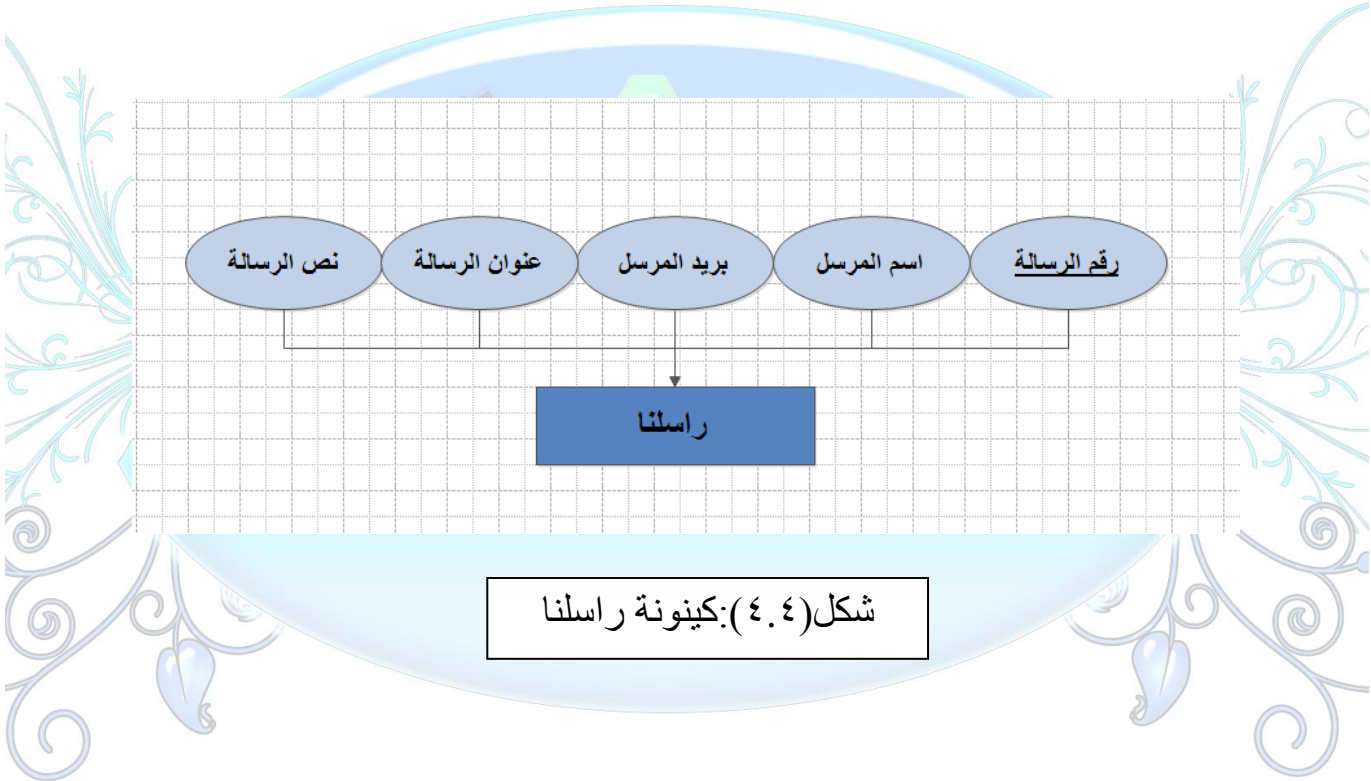 رقم الرسالة
اسم المرسل
بريد المرسل
عنوان الرسالة
نص الرسالة
راسلنا
شكل(٤.٤):كينونة راسلنا